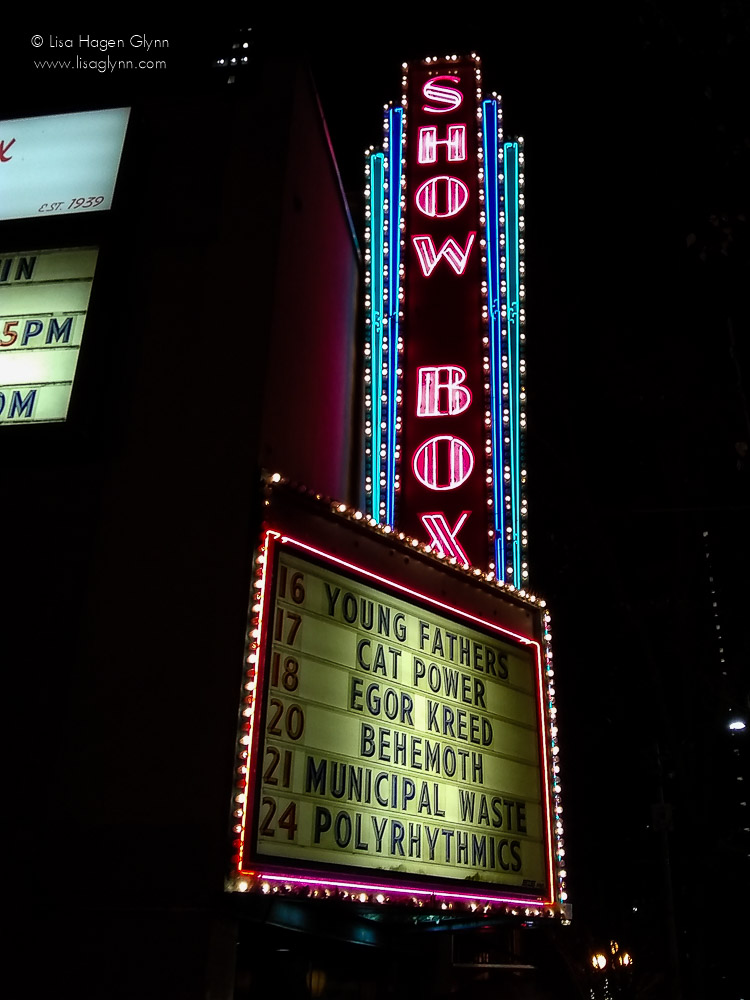 © Lisa Hagen Glynn
www.lisaglynn.com
x
EST. 1939
IN
5PM
OM
SHOW BOX
16 YOUNG FATHERS
17 CAT POWER
18 EGOR KREED
20 BEHEMOTH
21 MUNICIPAL WASTE
24 POLYRHYTHMICS